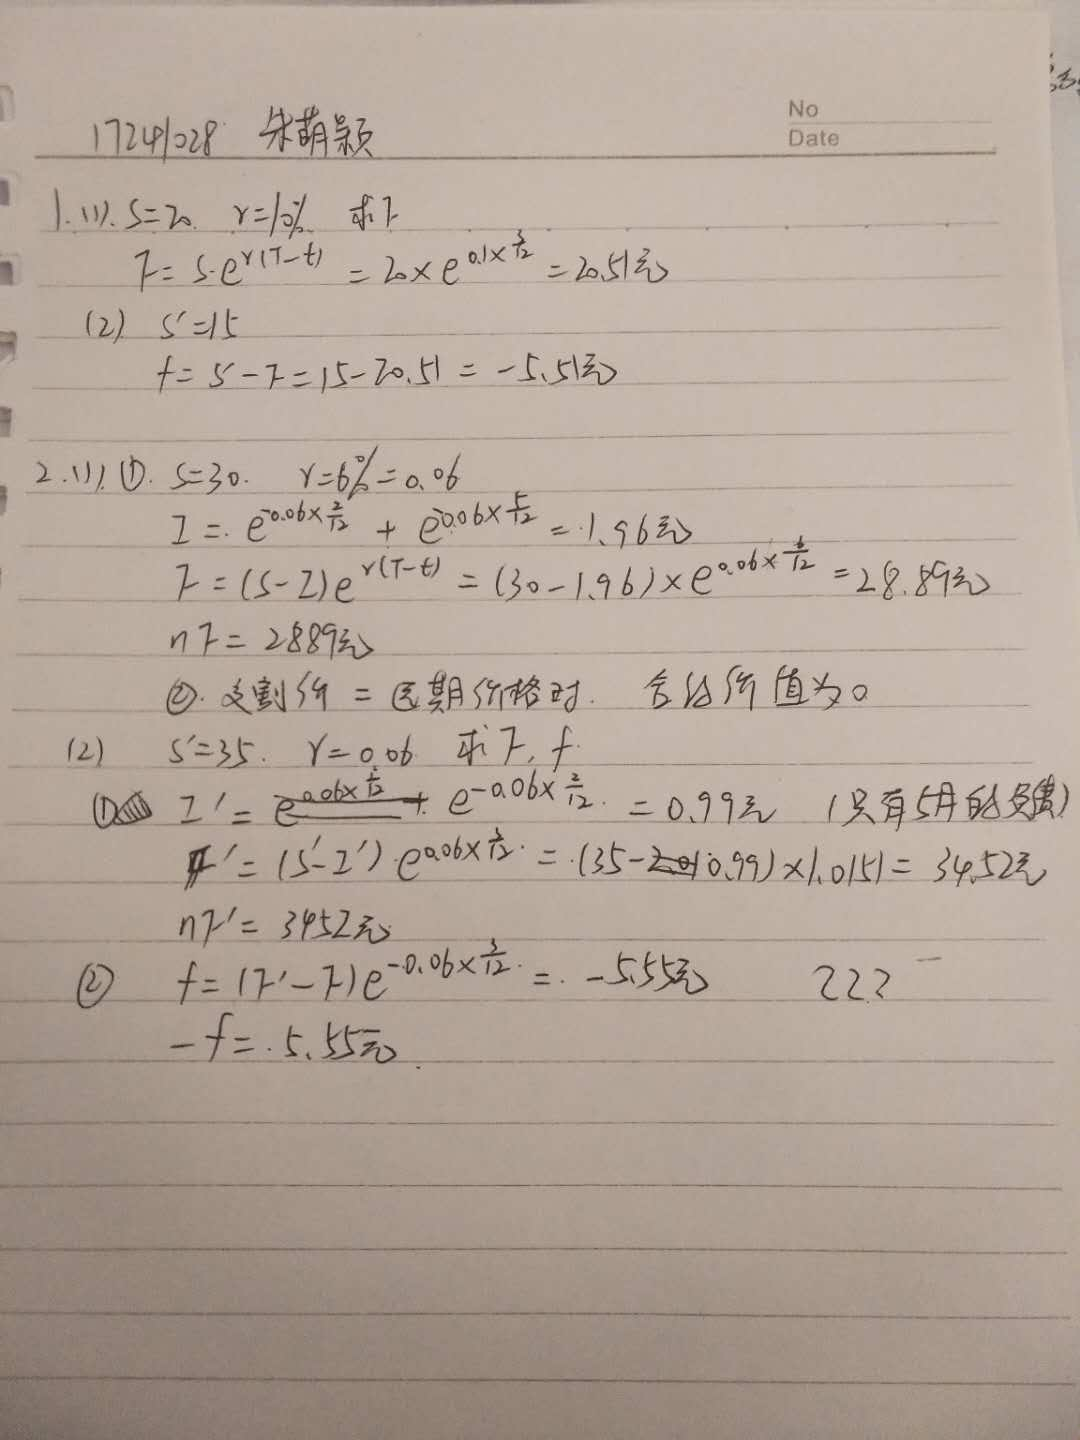 No
Date
17241028 朱萌颖
1.(1). S=20. r=10% 求F
F=S·e^{r(T-t)} = 20×e^{0.1×3/12} = 20.51元
(2) S'=15
f=S'-F=15-20.51=-5.51元
2.(1)①. S=30. r=6%=0.06
I=e^{-0.06×2/12} + e^{-0.06×5/12} = 1.96元
F=(S-I)e^{r(T-t)} = (30-1.96)×e^{0.06×6/12} = 28.89元
nF=2889元
②. 交割价 = 远期价格时. 合约价值为0
(2) S'=35. r=0.06. 求F, f.
① I'= e^{-0.06×2/12}. = 0.99元 (只有5月的
F'=(S'-I')·e^{0.06×3/12}. = (35-0.99)×1.0151= 34.52元
nF'=3452元
② f=(F'-F)e^{-0.06×3/12}. =. -5.55元 ???
-f=.5.55元.